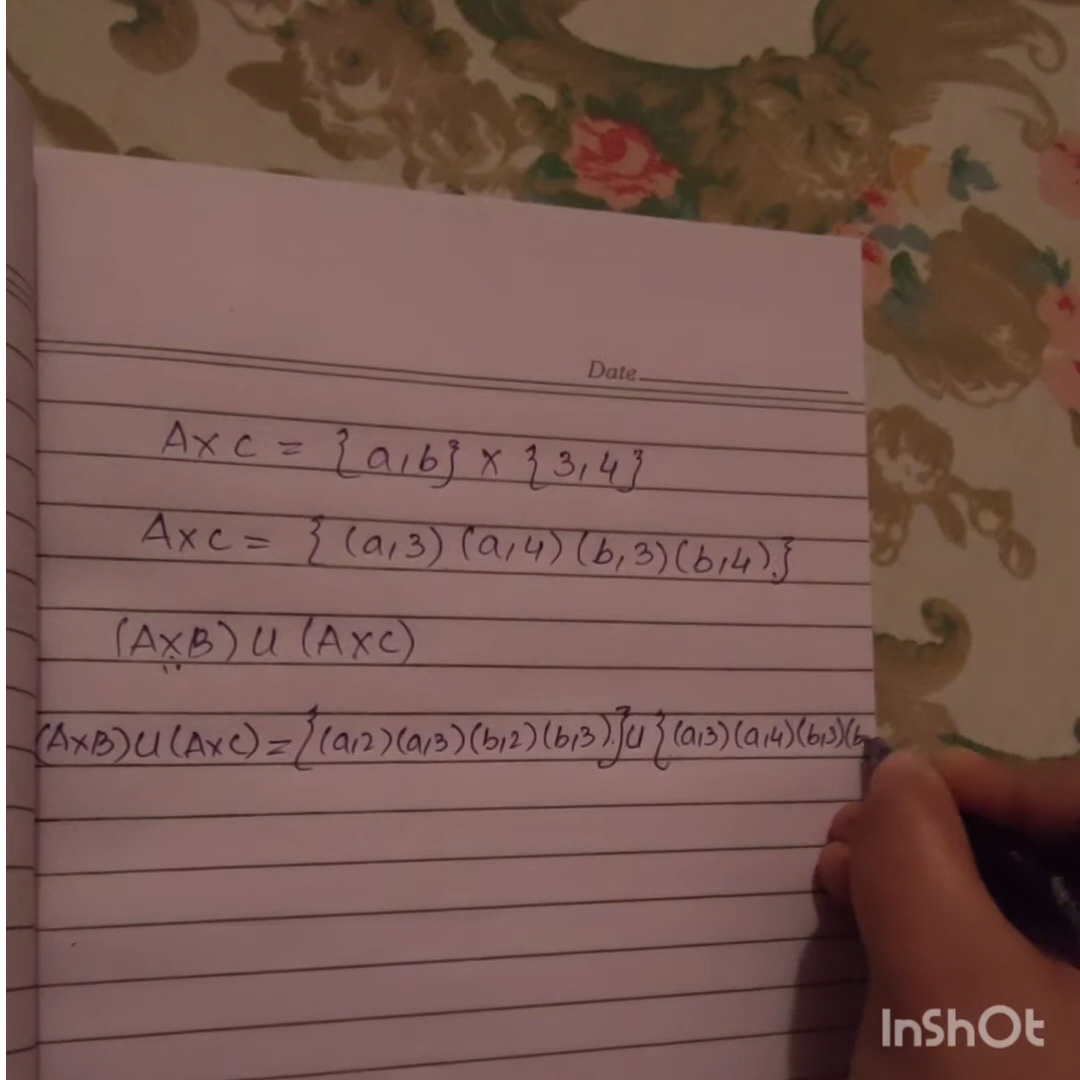 Date
A × C = {a,b} × {3,4}
A × C = { (a,3) (a,4) (b,3) (b,4).}
(A×B) U (A×C)
(A×B) U (A×C) = {(a,2) (a,3) (b,2) (b,3).} U {(a,3) (a,4) (b,3) (b
InShOt